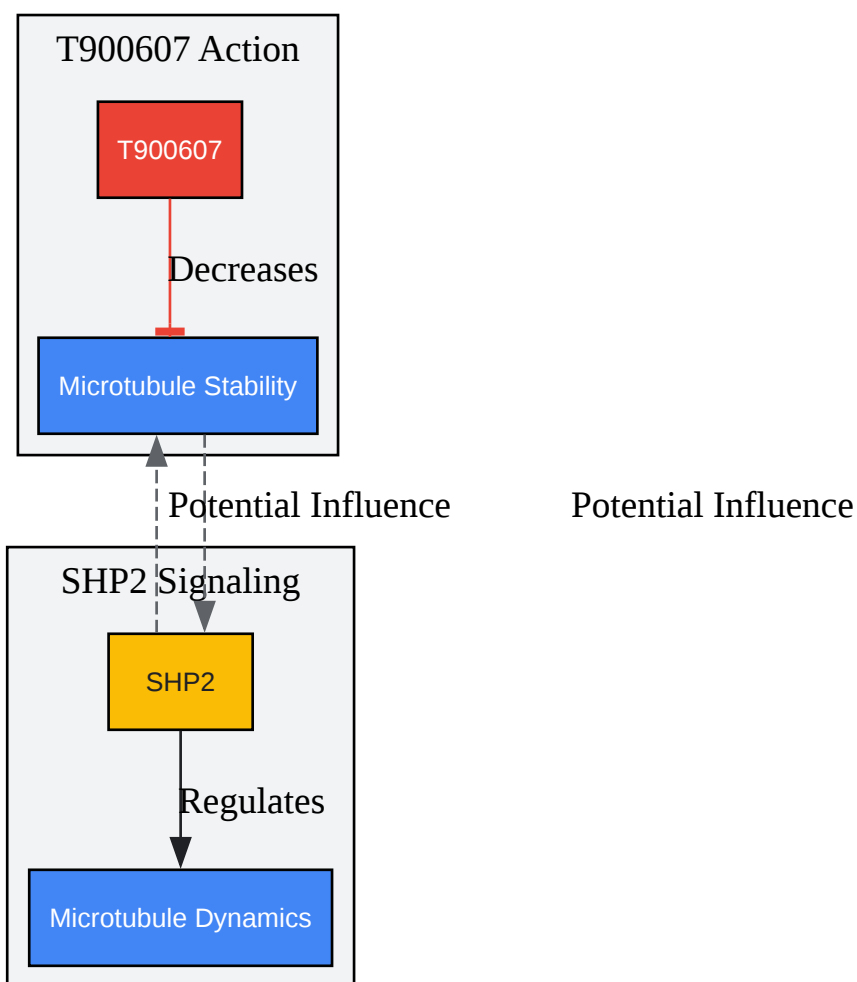 T900607 Action
T900607
Decreases
Microtubule Stability
Potential Influence
Potential Influence
SHP2 Signaling
SHP2
Regulates
Microtubule Dynamics